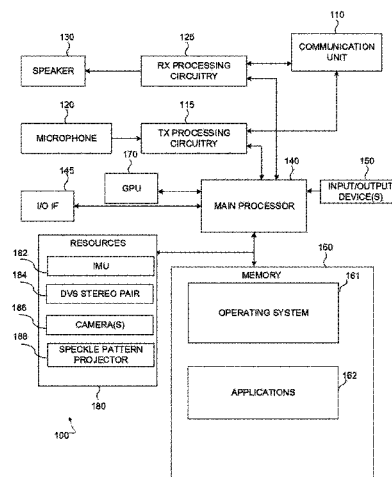 130
125
110
SPEAKER
RX PROCESSING
CIRCUITRY
COMMUNICATION
UNIT
120
115
MICROPHONE
TX PROCESSING
CIRCUITRY
170
140
150
145
GPU
I/O IF
MAIN PROCESSOR
INPUT/OUTPUT
DEVICE(S)
RESOURCES
182
IMU
184
DVS STEREO PAIR
186
CAMERA(S)
188
SPECKLE PATTERN
PROJECTOR
180
100
160
MEMORY
161
OPERATING SYSTEM
162
APPLICATIONS